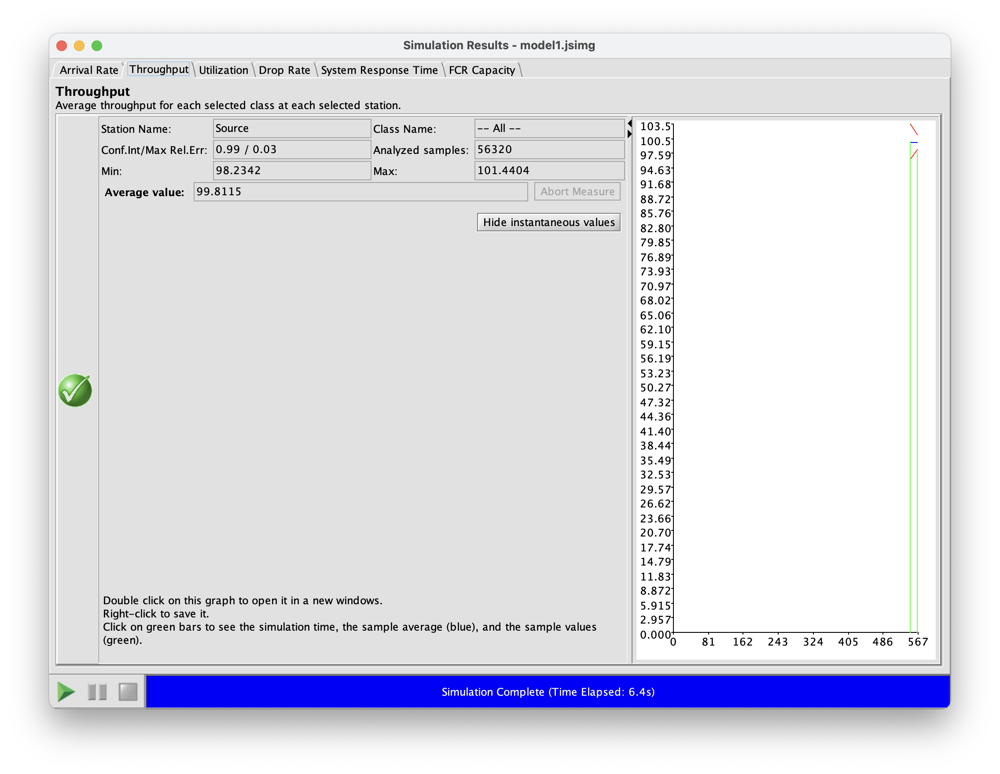 Simulation Results - model1.jsimg
Arrival Rate Throughput Utilization Drop Rate System Response Time FCR Capacity
Throughput
Average throughput for each selected class at each selected station.
Station Name: Source Class Name: -- All --
Conf.Int/Max Rel.Err: 0.99 / 0.03 Analyzed samples: 56320
Min: 98.2342 Max: 101.4404
Average value: 99.8115 Abort Measure
Hide instantaneous values
Double click on this graph to open it in a new windows.
Right-click to save it.
Click on green bars to see the simulation time, the sample average (blue), and the sample values
(green).
103.5
100.5
97.59
94.63
91.68
88.72
85.76
82.80
79.85
76.89
73.93
70.97
68.02
65.06
62.10
59.15
56.19
53.23
50.27
47.32
44.36
41.40
38.44
35.49
32.53
29.57
26.62
23.66
20.70
17.74
14.79
11.83
8.872
5.915
2.957
0.000
0 81 162 243 324 405 486 567
Simulation Complete (Time Elapsed: 6.4s)